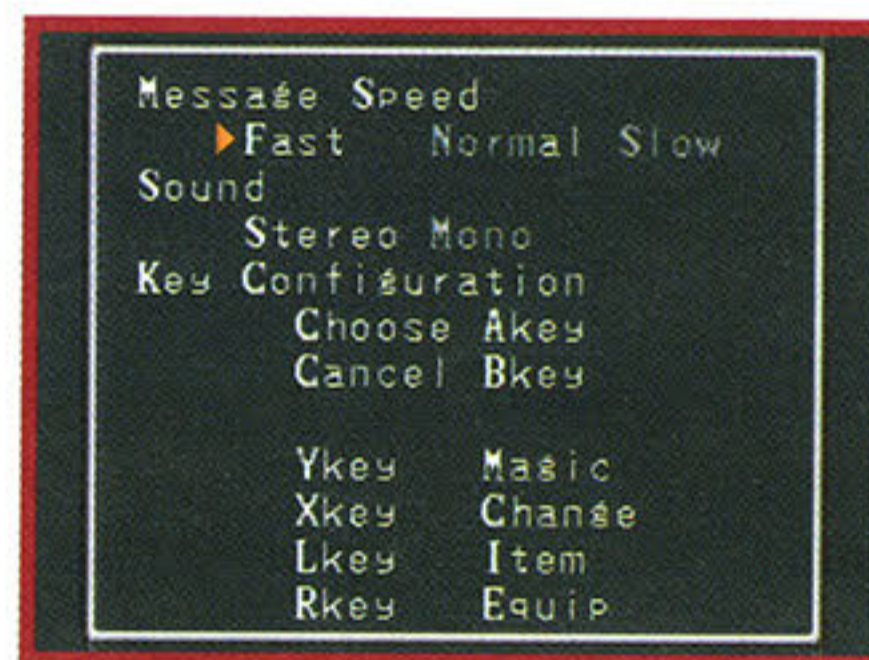 Message Speed
Fast Normal Slow
Sound
Stereo Mono
Key Configuration
Choose Akey
Cancel Bkey
Ykey Magic
Xkey Change
Lkey Item
Rkey Equip